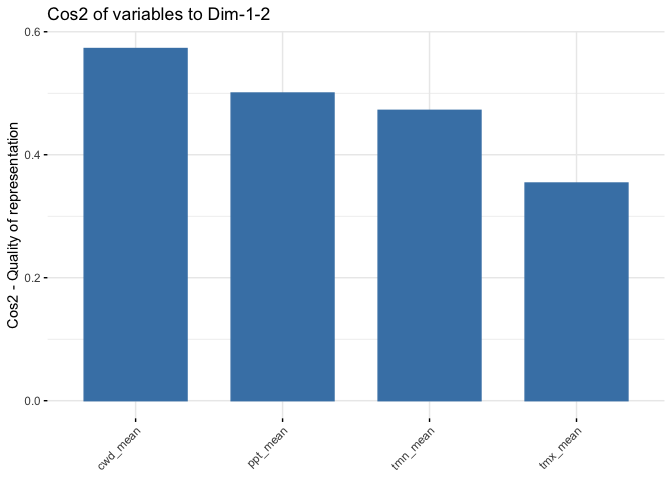 Cos2 of variables to Dim-1-2
Cos2 - Quality of representation
0.6
0.4
0.2
0.0
cwd_mean
ppt_mean
tmn_mean
tmx_mean